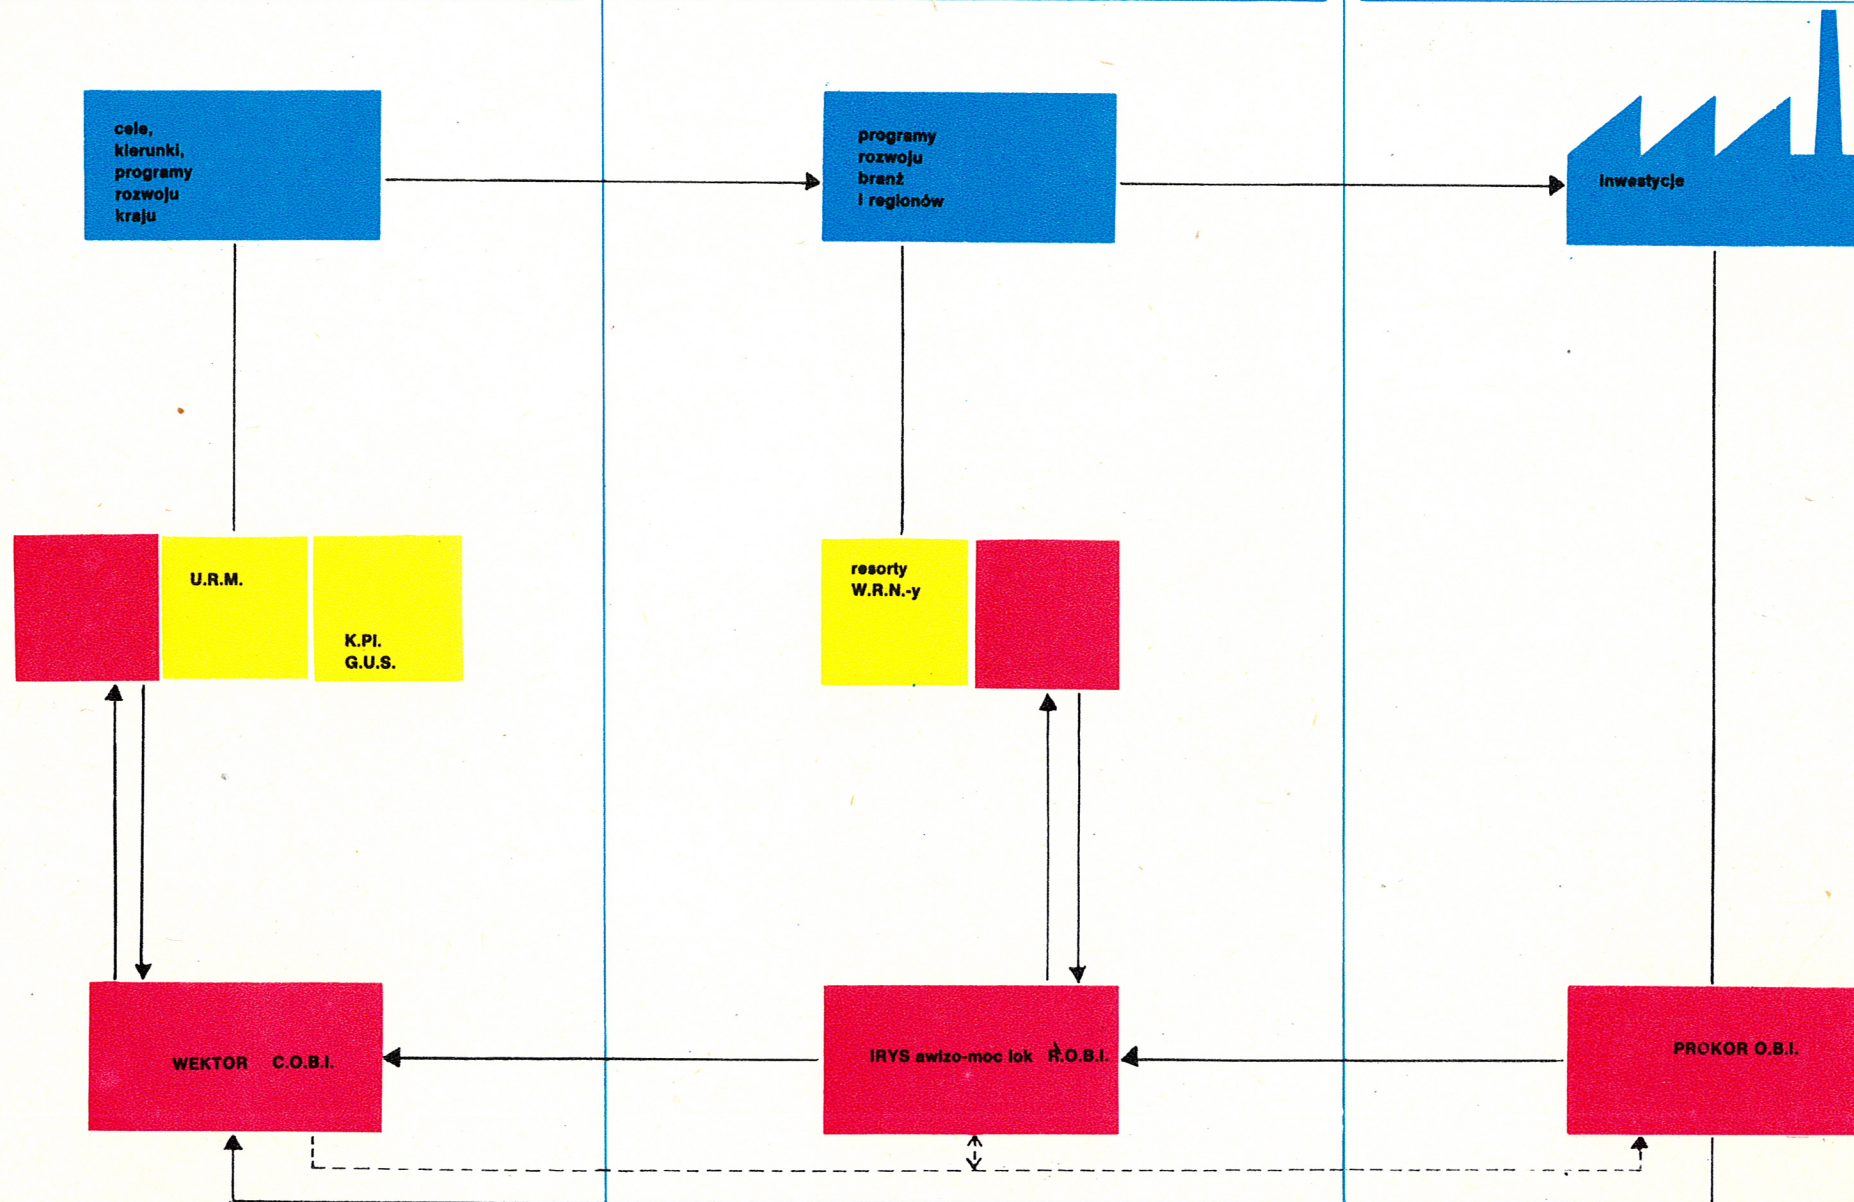 cele,
kierunki,
programy
rozwoju
kraju
programy
rozwoju
branż
i regionów
inwestycje
U.R.M.
K.Pl.
G.U.S.
resorty
W.R.N.-y
WEKTOR C.O.B.I.
IRYS awizo-moc lok R.O.B.I.
PROKOR O.B.I.